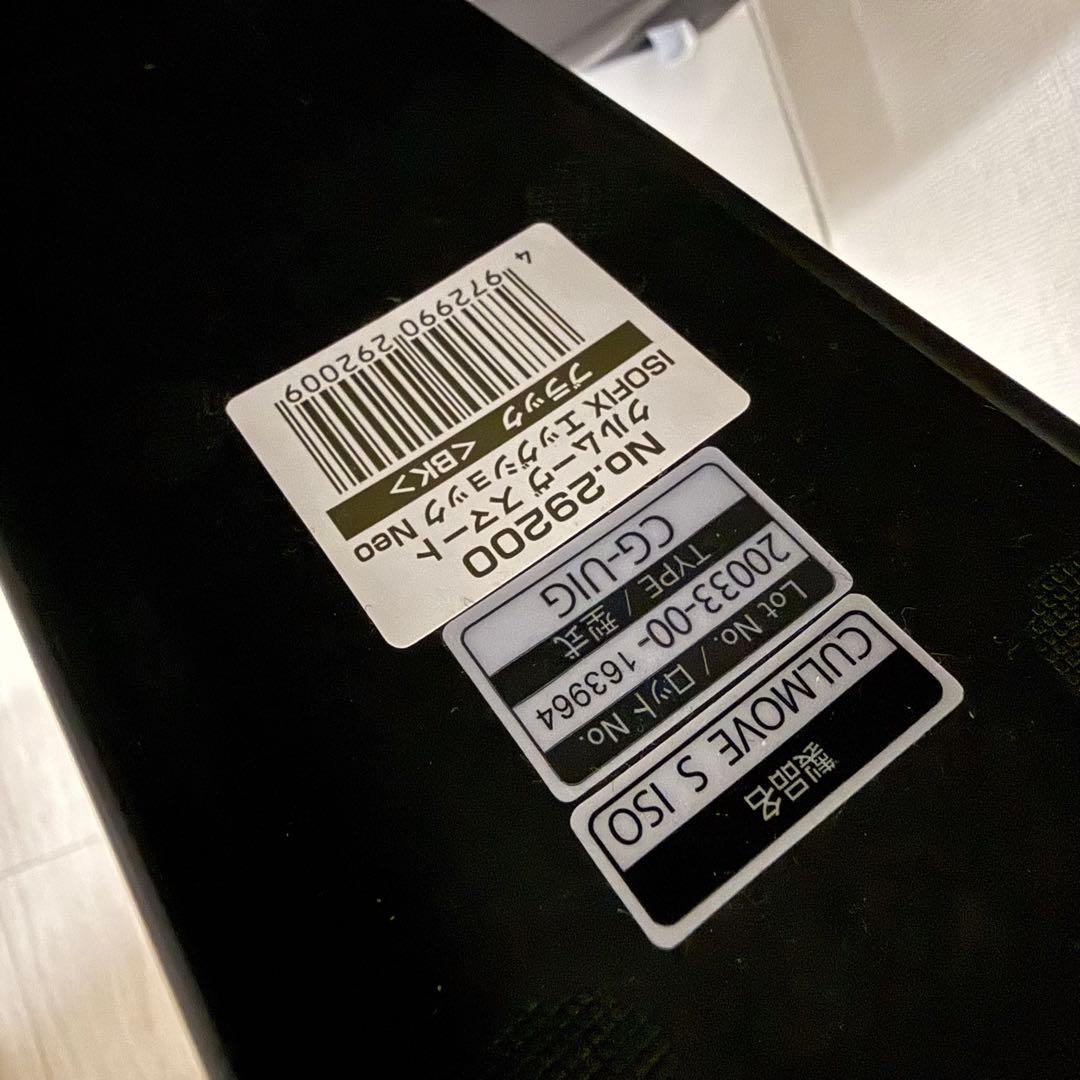 製品名
CULMOVE S ISO
Lot No. / ロット No.
20033-00- 163964
TYPE / 型式
CG-UIG
No.29200
クルムーヴ スマート
ISOFIX エッグショック Neo
ブラック <BK>
4 972990 292009